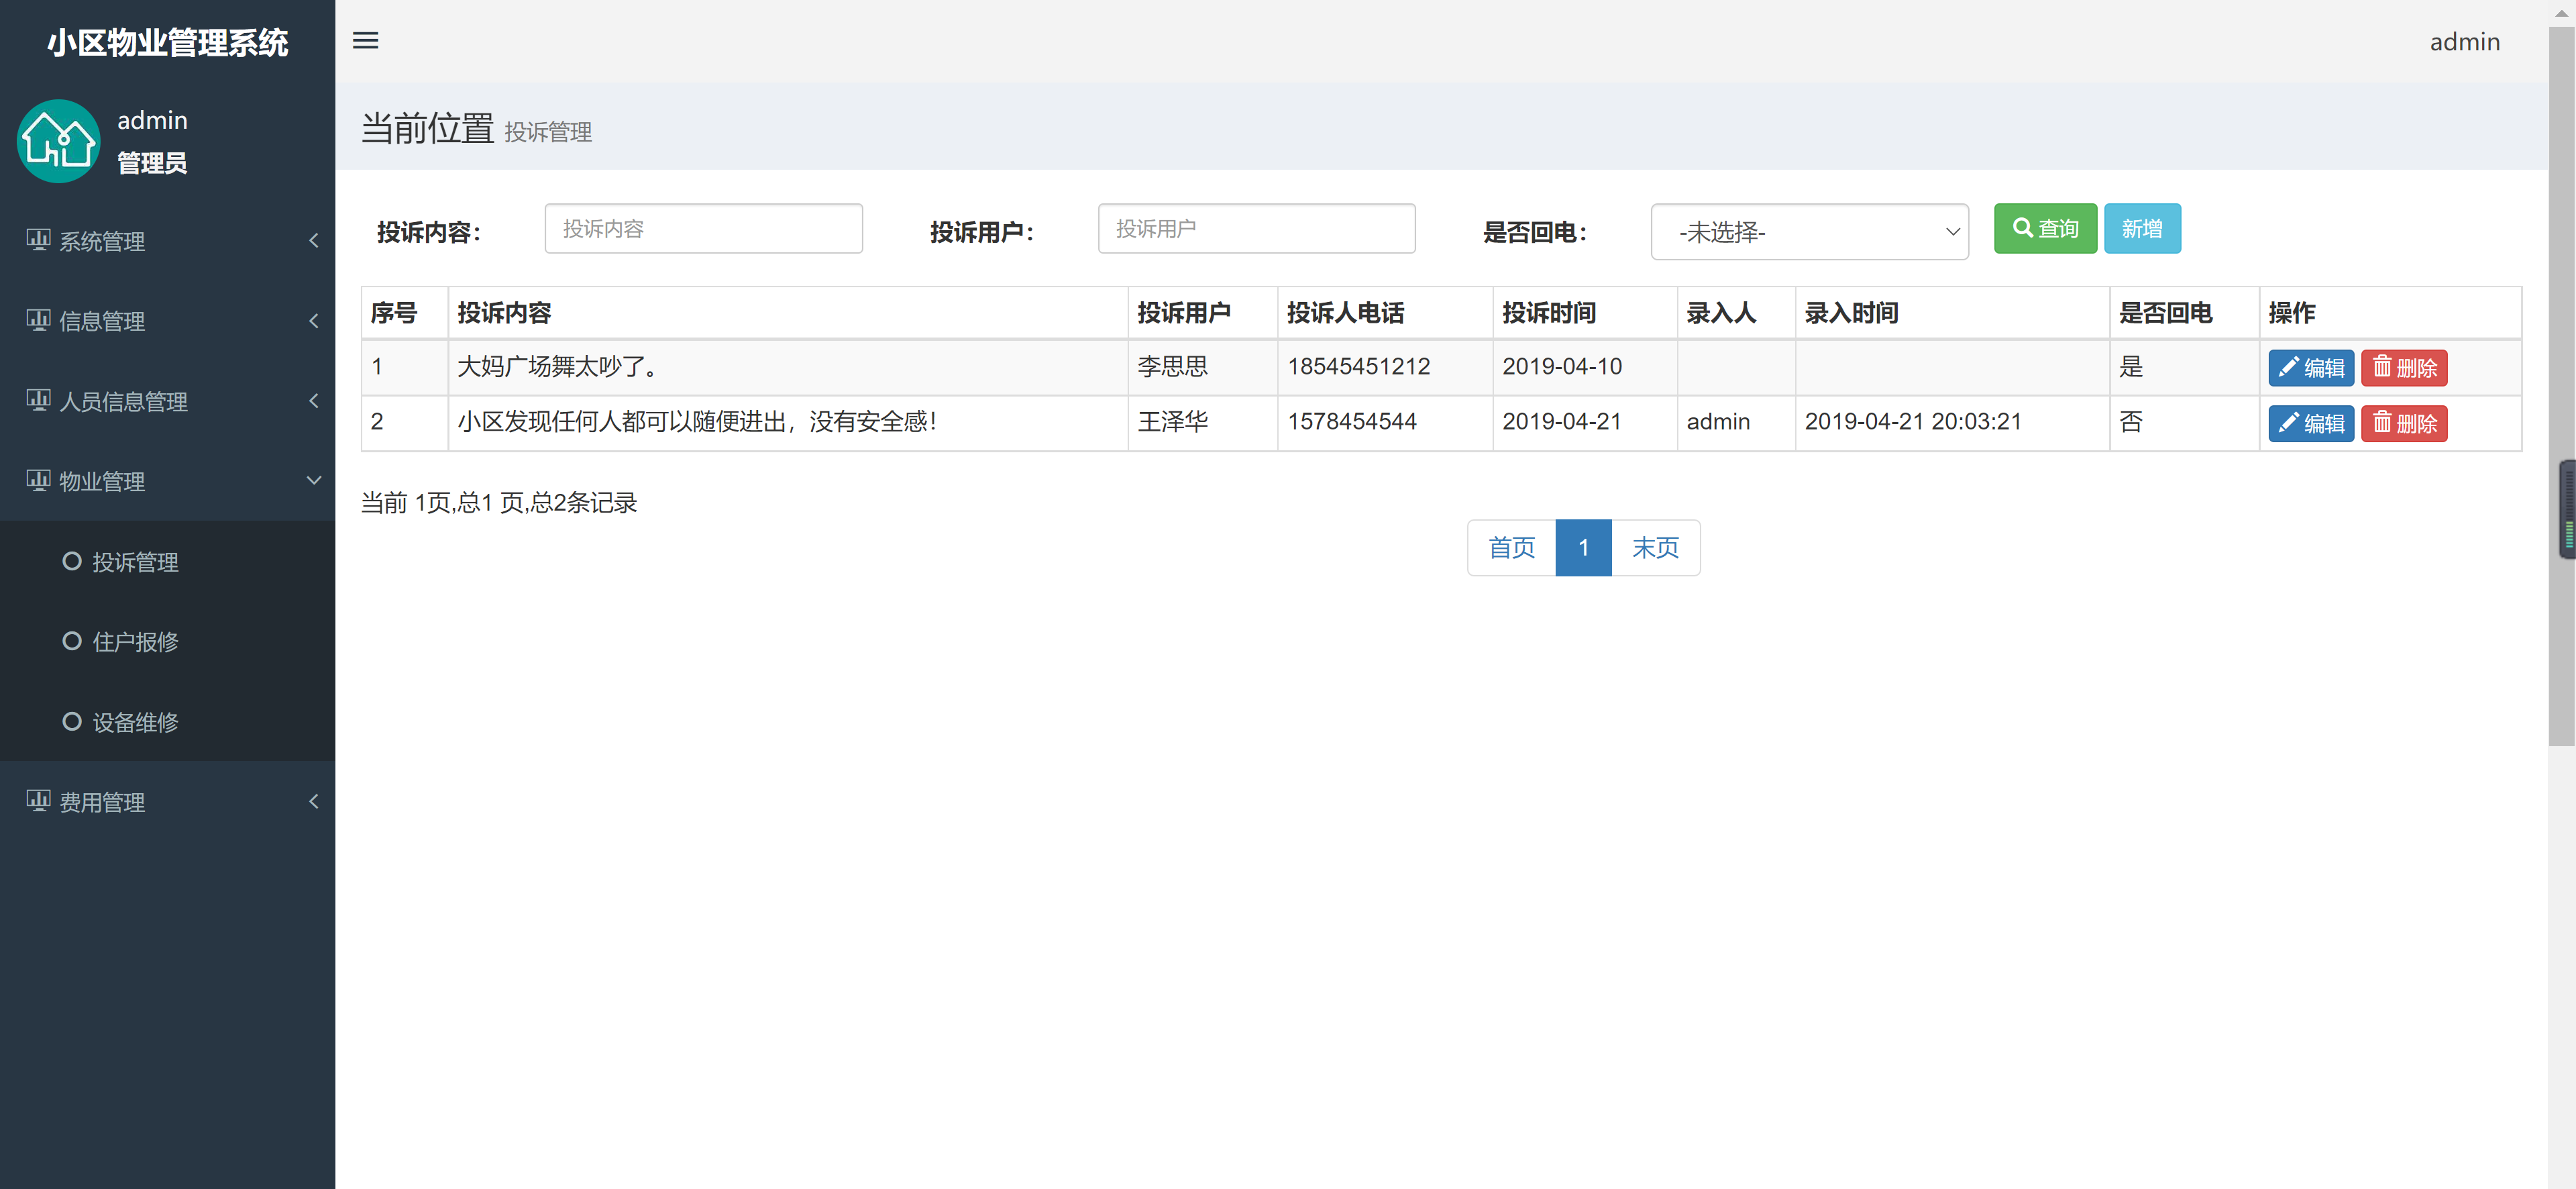 小区物业管理系统
admin
admin
管理员
当前位置 投诉管理
系统管理
信息管理
人员信息管理
物业管理
投诉管理
住户报修
设备维修
费用管理
投诉内容： 投诉内容 投诉用户： 投诉用户 是否回电： -未选择- 查询 新增
序号 投诉内容 投诉用户 投诉人电话 投诉时间 录入人 录入时间 是否回电 操作
1 大妈广场舞太吵了。 李思思 18545451212 2019-04-10 是 编辑 删除
2 小区发现任何人都可以随便进出，没有安全感！ 王泽华 1578454544 2019-04-21 admin 2019-04-21 20:03:21 否 编辑 删除
当前 1页,总1 页,总2条记录
首页 1 末页